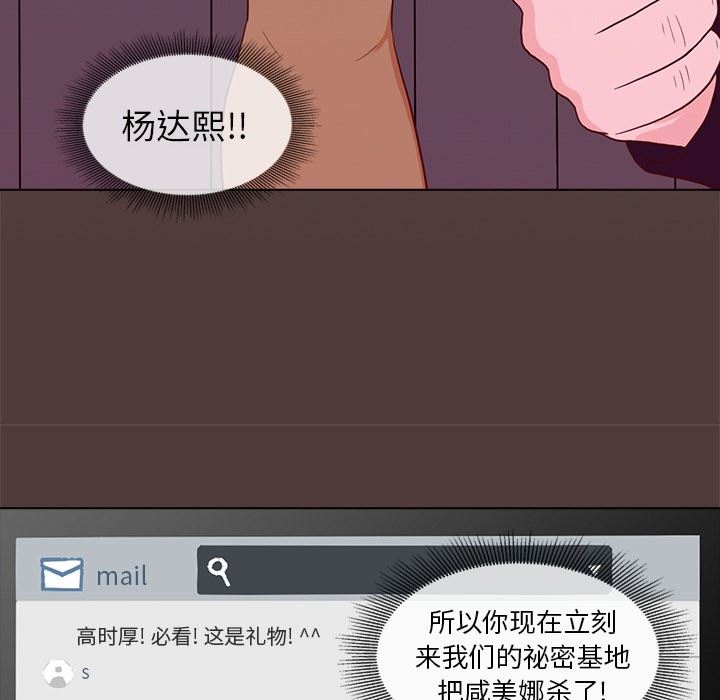 杨达熙!!
mail
高时厚! 必看! 这是礼物! ^^
s
所以你现在立刻
来我们的祕密基地
把咸美娜杀了!